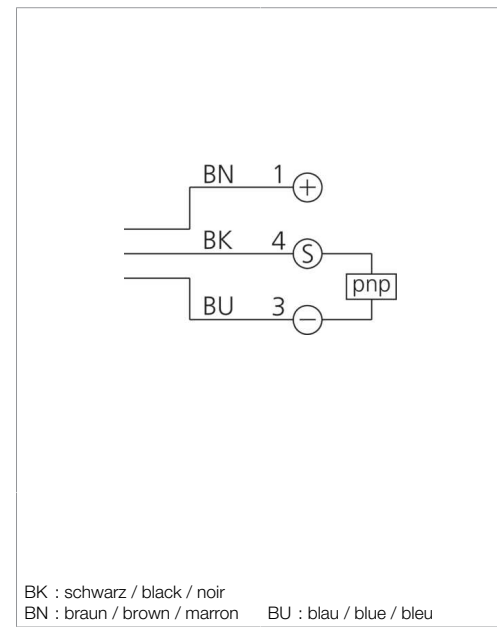 BN 1 +
BK 4 S
pnp
BU 3 −
BK : schwarz / black / noir
BN : braun / brown / marron BU : blau / blue / bleu